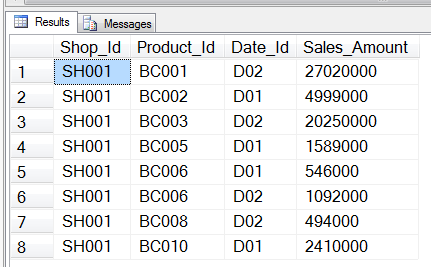 Results Messages
Shop_Id Product_Id Date_Id Sales_Amount
1 SH001 BC001 D02 27020000
2 SH001 BC002 D01 4999000
3 SH001 BC003 D02 20250000
4 SH001 BC005 D01 1589000
5 SH001 BC006 D01 546000
6 SH001 BC006 D02 1092000
7 SH001 BC008 D02 494000
8 SH001 BC010 D01 2410000